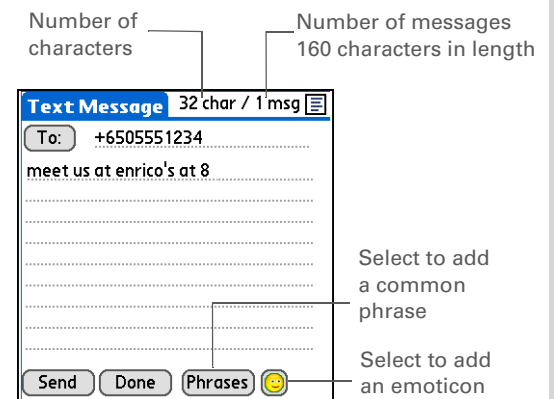 Number of
characters
Number of messages
160 characters in length
Text Message 32 char / 1 msg
To: +6505551234
meet us at enrico's at 8
Select to add
a common
phrase
Select to add
an emoticon
Send Done Phrases